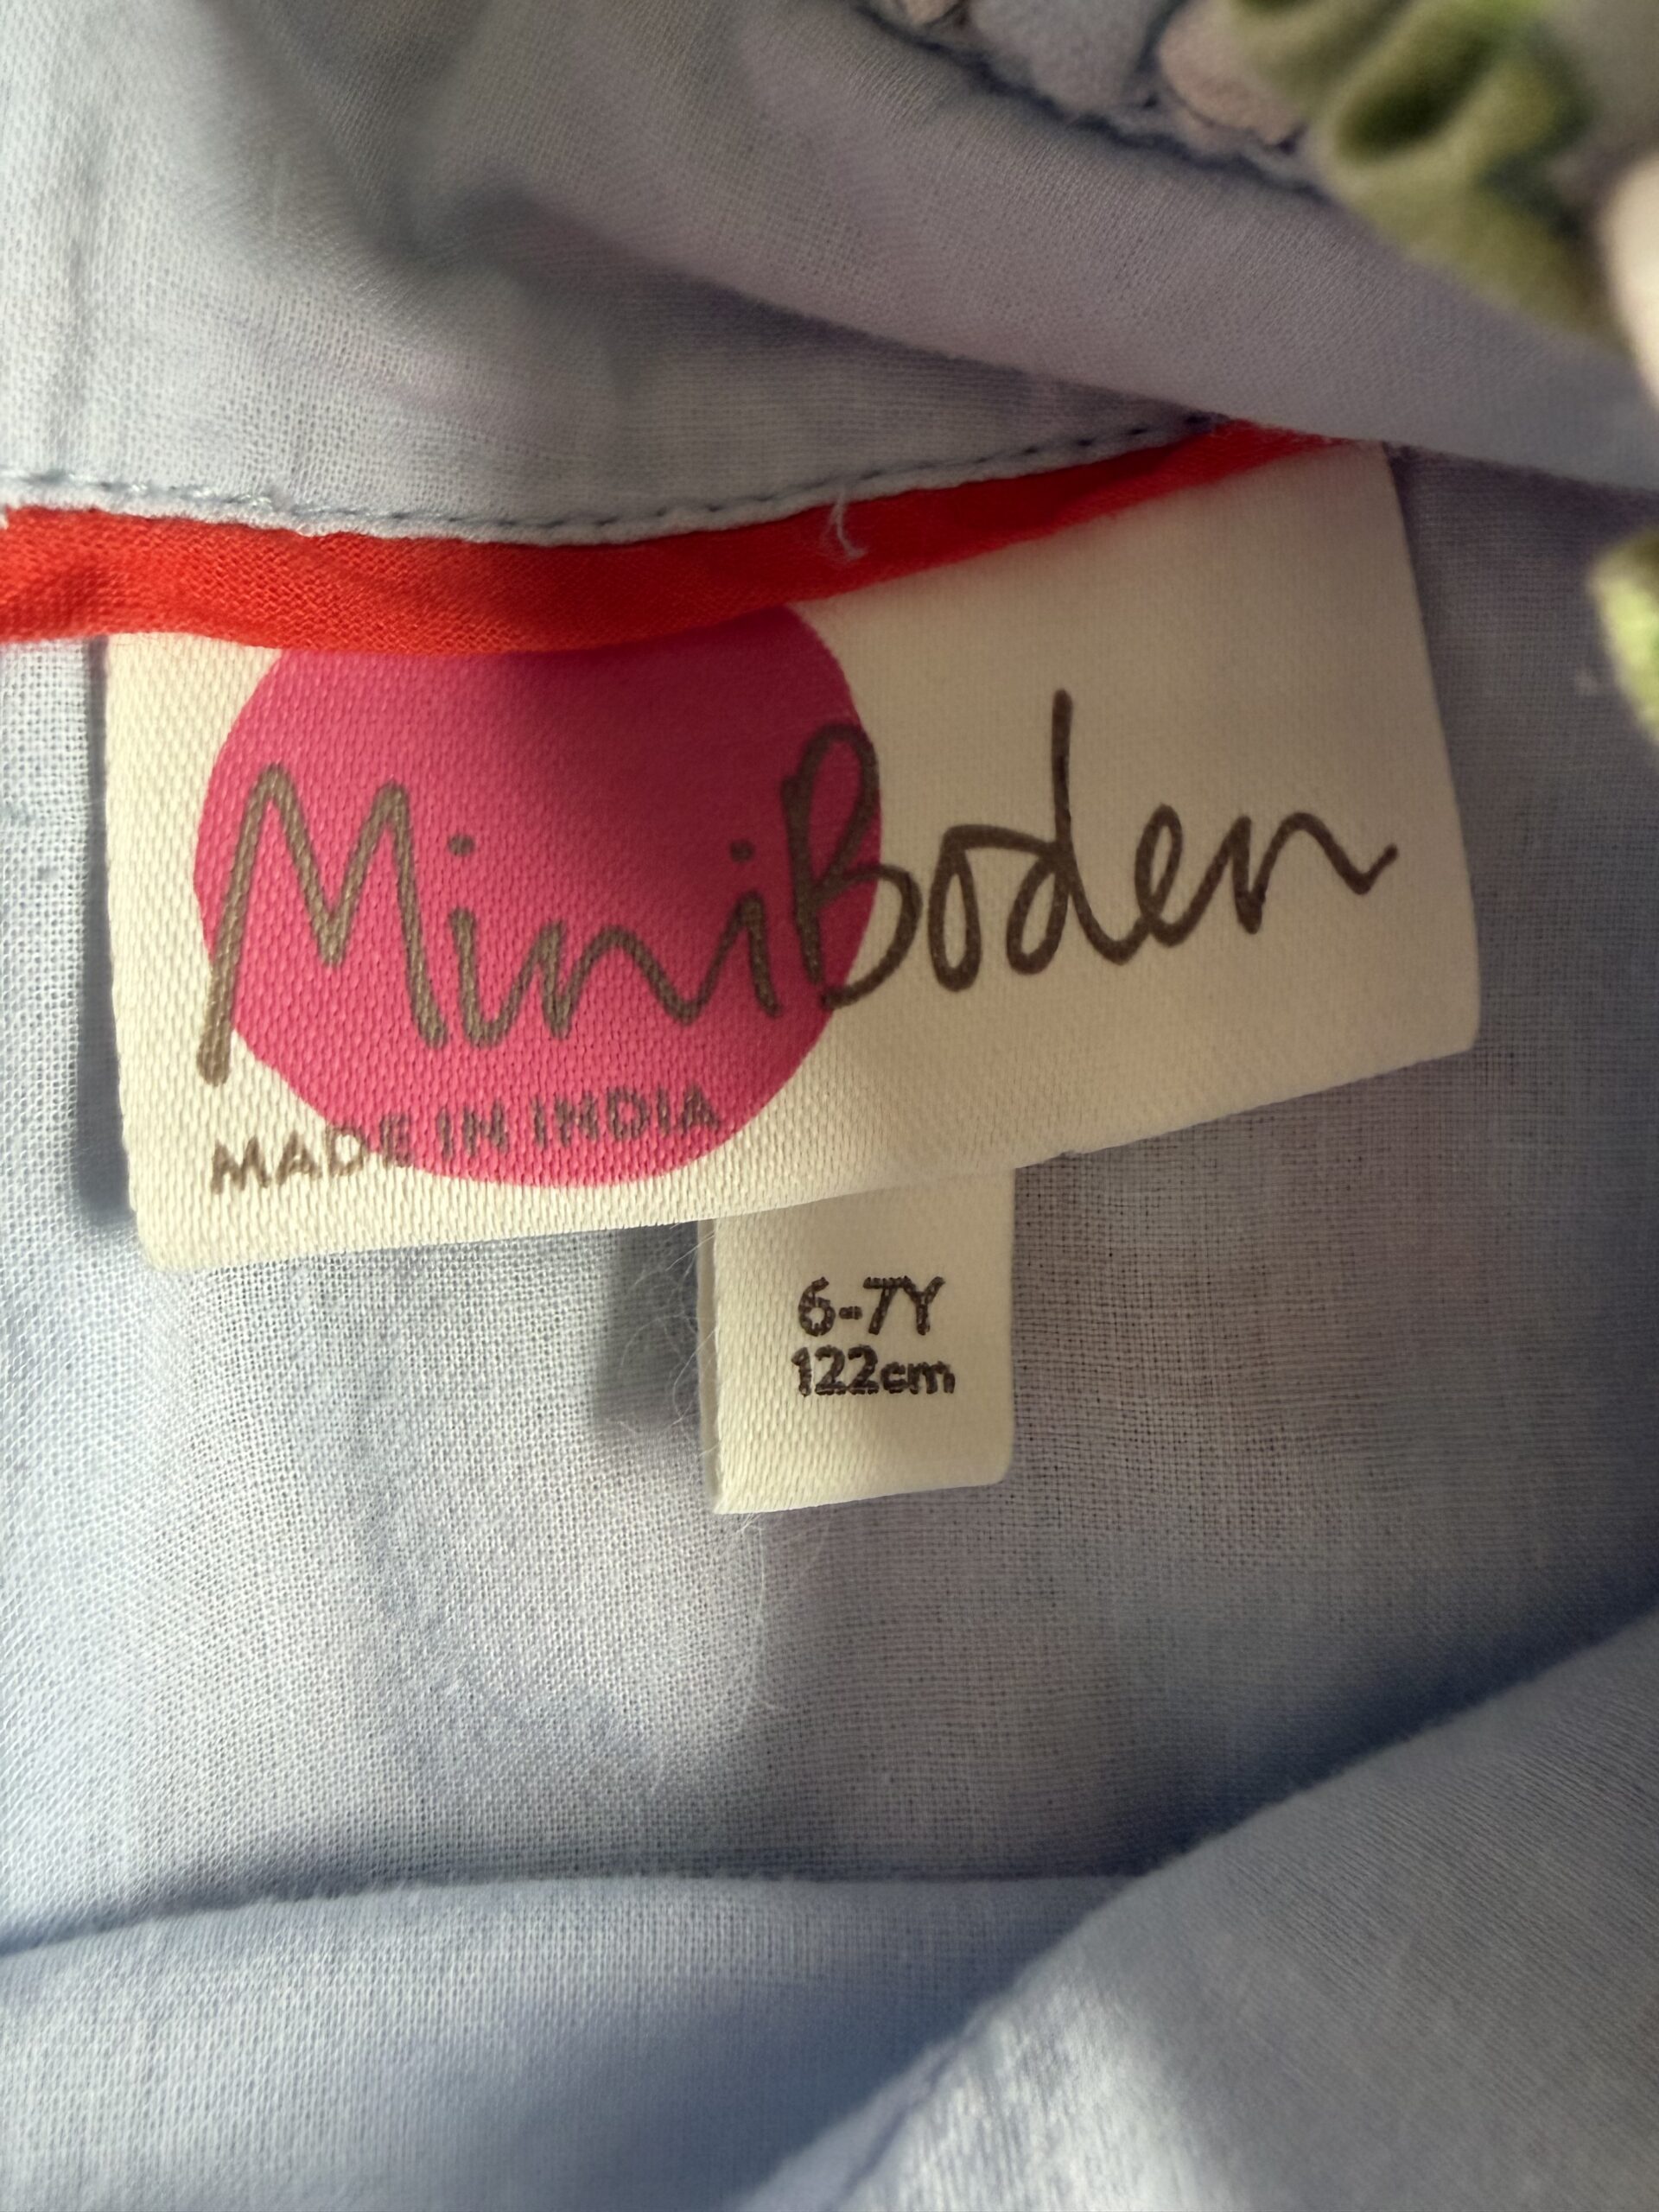 MiniBoden
MADE IN INDIA
6-7Y
122cm